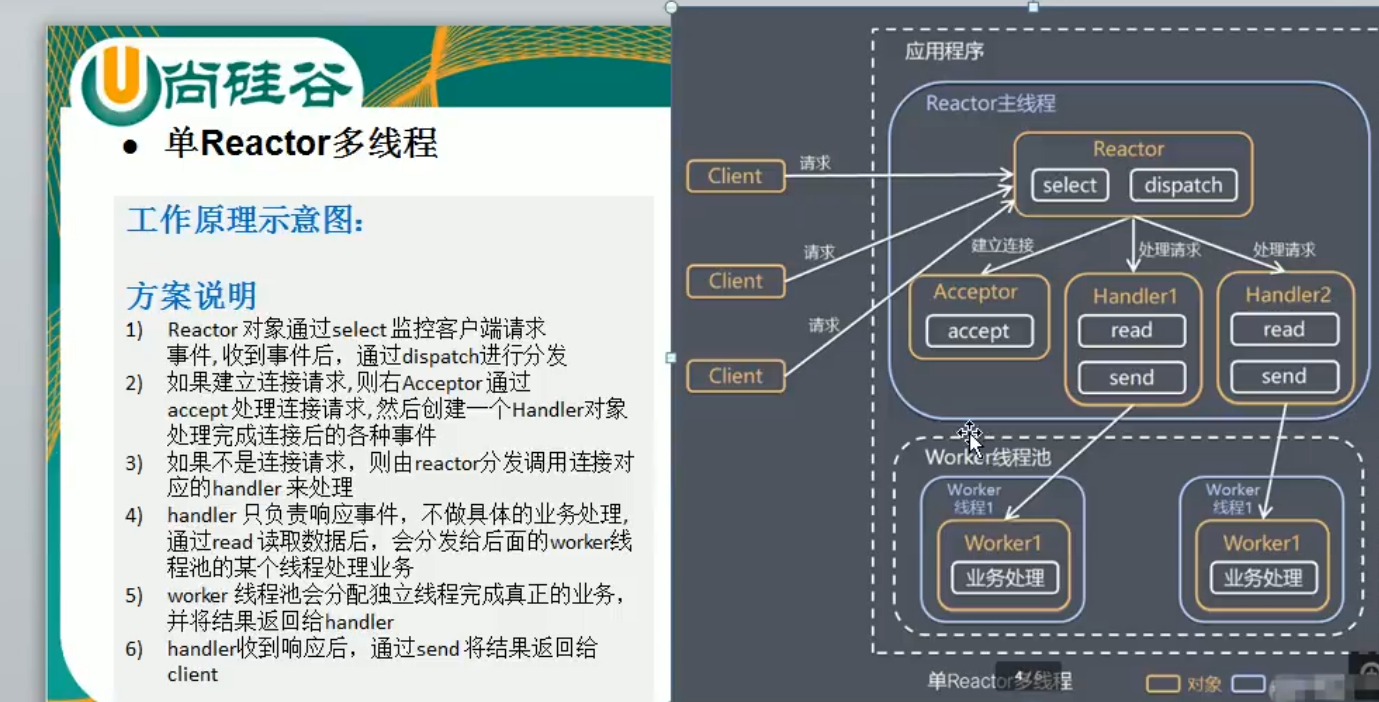 尚硅谷
● 单Reactor多线程
工作原理示意图:
方案说明
1) Reactor 对象通过select 监控客户端请求
事件, 收到事件后，通过dispatch进行分发
2) 如果建立连接请求, 则右Acceptor 通过
accept 处理连接请求, 然后创建一个Handler对象
处理完成连接后的各种事件
3) 如果不是连接请求，则由reactor分发调用连接对
应的handler 来处理
4) handler 只负责响应事件，不做具体的业务处理,
通过read 读取数据后，会分发给后面的worker线
程池的某个线程处理业务
5) worker 线程池会分配独立线程完成真正的业务，
并将结果返回给handler
6) handler收到响应后，通过send 将结果返回给
client
应用程序
Reactor主线程
Reactor
select
dispatch
Client
请求
Client
请求
Client
请求
建立连接
处理请求
处理请求
Acceptor
accept
Handler1
read
send
Handler2
read
send
Worker线程池
Worker
线程1
Worker1
业务处理
Worker
线程1
Worker1
业务处理
单Reactor多线程
4/6
对象